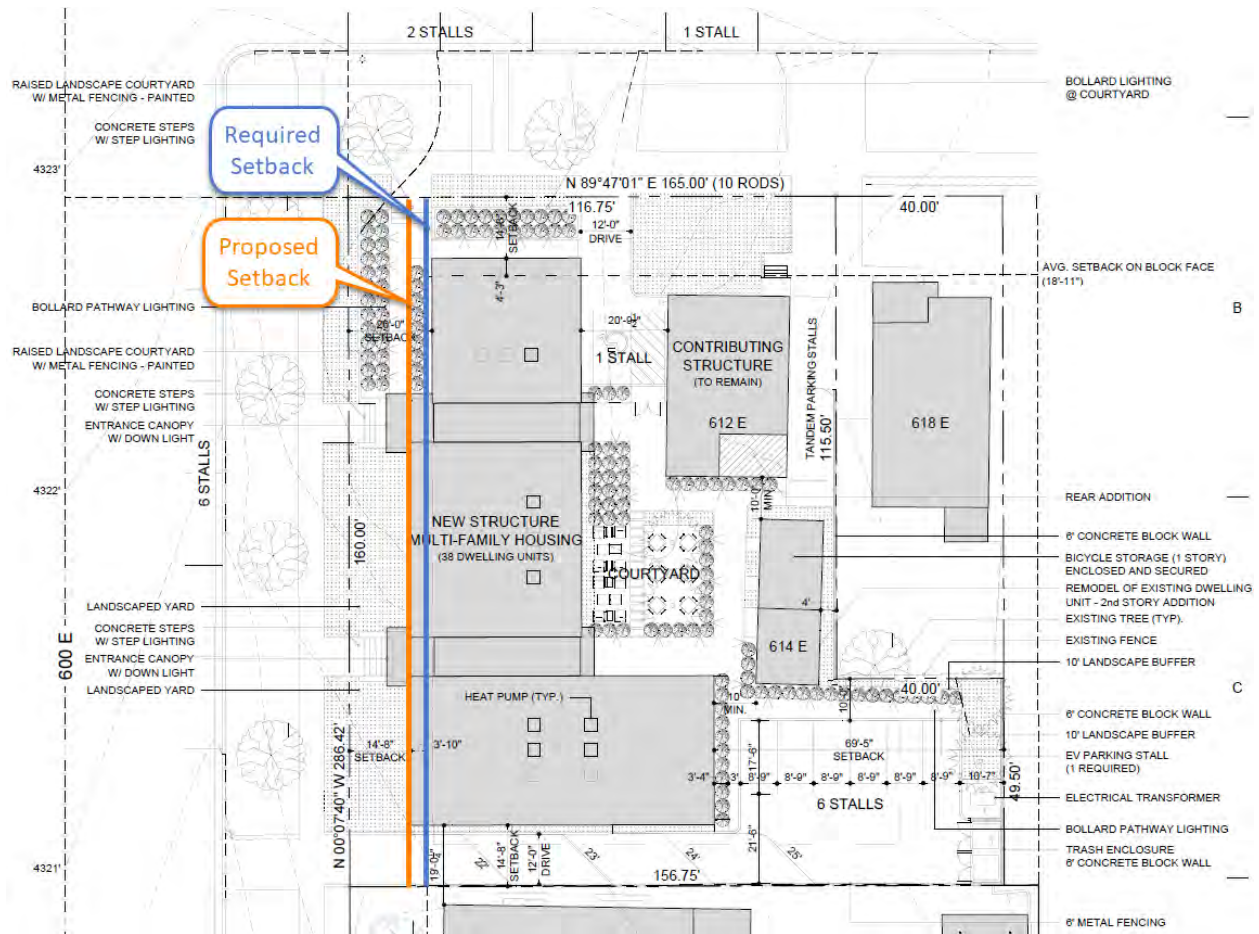 2 STALLS
1 STALL
RAISED LANDSCAPE COURTYARD
W/ METAL FENCING - PAINTED
CONCRETE STEPS
W/ STEP LIGHTING
4323'
Required
Setback
Proposed
Setback
BOLLARD LIGHTING
@ COURTYARD
N 89°47'01" E 165.00' (10 RODS)
116.75'
40.00'
14'-8"
SETBACK
12'-0"
DRIVE
4'-3"
AVG. SETBACK ON BLOCK FACE
(18'-11")
B
BOLLARD PATHWAY LIGHTING
20'-0"
SETBACK
20'-9½"
RAISED LANDSCAPE COURTYARD
W/ METAL FENCING - PAINTED
1 STALL
CONTRIBUTING
STRUCTURE
(TO REMAIN)
612 E
TANDEM PARKING STALLS
115.50'
618 E
CONCRETE STEPS
W/ STEP LIGHTING
ENTRANCE CANOPY
W/ DOWN LIGHT
6 STALLS
4322'
10'-0"
MIN.
REAR ADDITION
NEW STRUCTURE
MULTI-FAMILY HOUSING
(38 DWELLING UNITS)
160.00'
COURTYARD
6' CONCRETE BLOCK WALL
BICYCLE STORAGE (1 STORY)
ENCLOSED AND SECURED
REMODEL OF EXISTING DWELLING
UNIT - 2nd STORY ADDITION
EXISTING TREE (TYP).
EXISTING FENCE
10' LANDSCAPE BUFFER
4'
614 E
LANDSCAPED YARD
CONCRETE STEPS
W/ STEP LIGHTING
ENTRANCE CANOPY
W/ DOWN LIGHT
LANDSCAPED YARD
600 E
HEAT PUMP (TYP.)
10'
MIN.
40.00'
C
6' CONCRETE BLOCK WALL
10' LANDSCAPE BUFFER
EV PARKING STALL
(1 REQUIRED)
ELECTRICAL TRANSFORMER
BOLLARD PATHWAY LIGHTING
TRASH ENCLOSURE
6' CONCRETE BLOCK WALL
6' METAL FENCING
N 00°07'40" W 286.42'
14'-8"
SETBACK
3'-10"
69'-5"
SETBACK
17'-6"
3'-4"
3'
8'-9"
8'-9"
8'-9"
8'-9"
8'-9"
8'-9"
10'-7"
49.50'
6 STALLS
21'-6"
14'-8"
SETBACK
12'-0"
DRIVE
22'
23'
24'
25'
4321'
156.75'